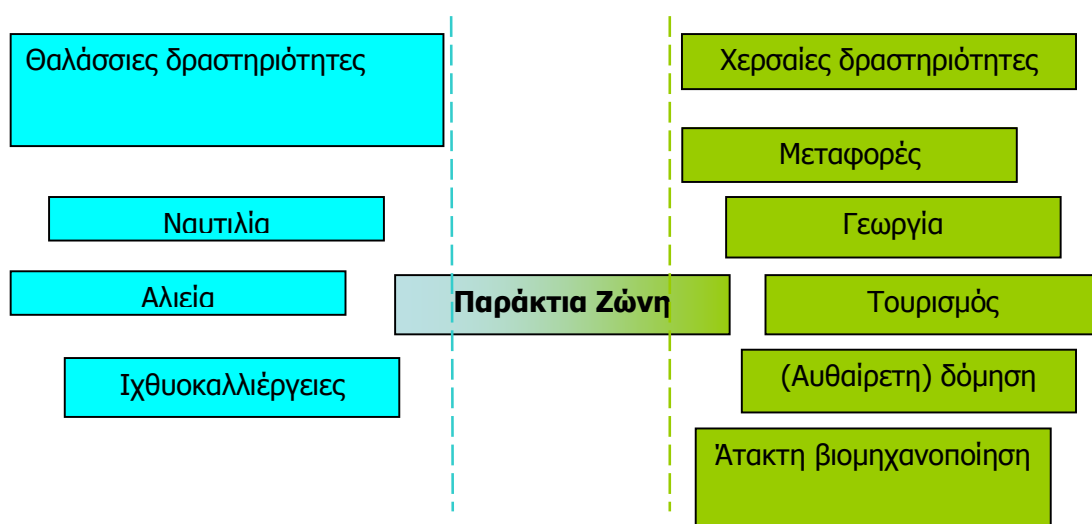 Θαλάσσιες δραστηριότητες
Ναυτιλία
Αλιεία
Ιχθυοκαλλιέργειες
Παράκτια Ζώνη
Χερσαίες δραστηριότητες
Μεταφορές
Γεωργία
Τουρισμός
(Αυθαίρετη) δόμηση
Άτακτη βιομηχανοποίηση